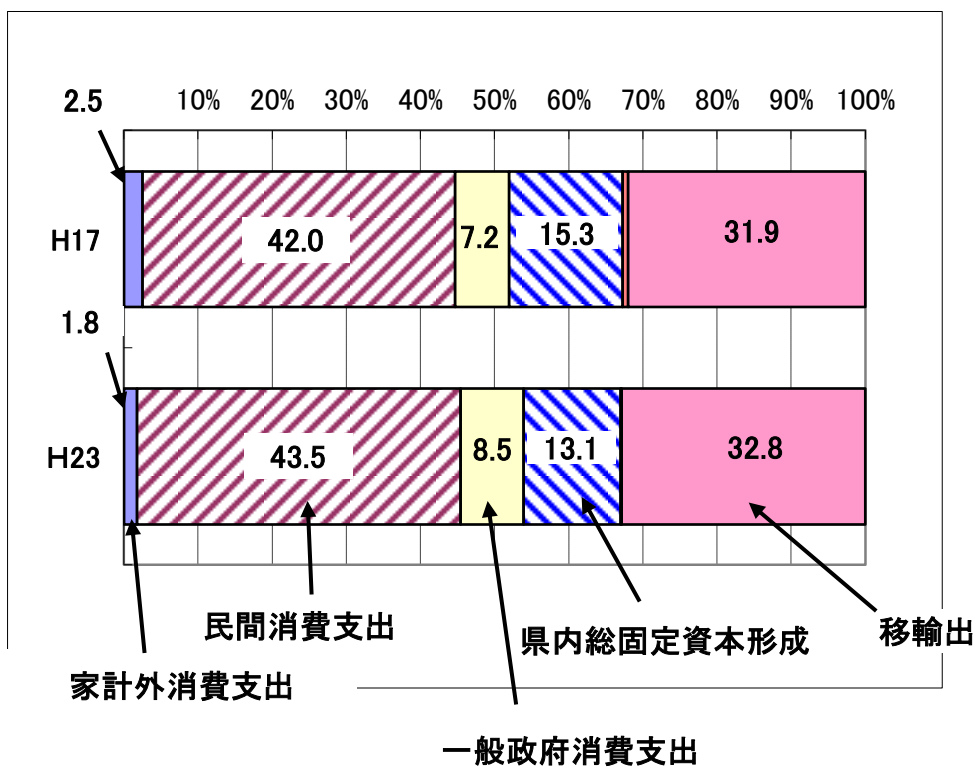 2.5 10% 20% 30% 40% 50% 60% 70% 80% 90% 100%
H17 42.0 7.2 15.3 31.9
1.8
H23 43.5 8.5 13.1 32.8
民間消費支出
県内総固定資本形成
移輸出
家計外消費支出
一般政府消費支出